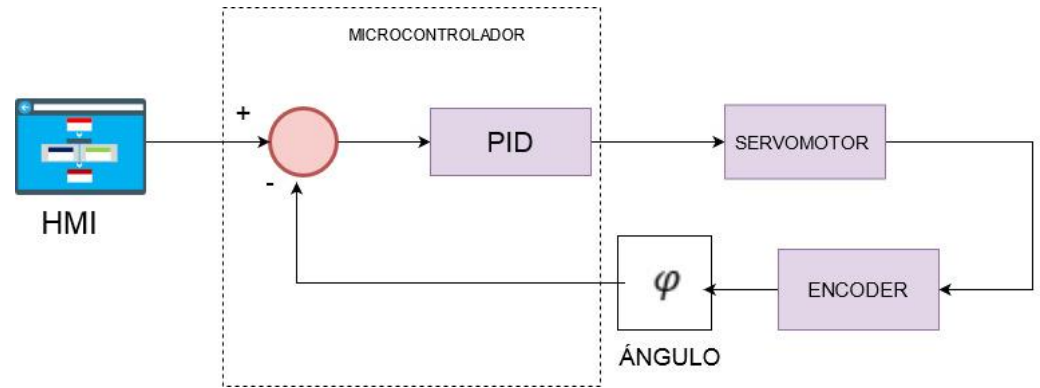 MICROCONTROLADOR
+
PID
SERVOMOTOR
-
HMI
φ
ENCODER
ÁNGULO